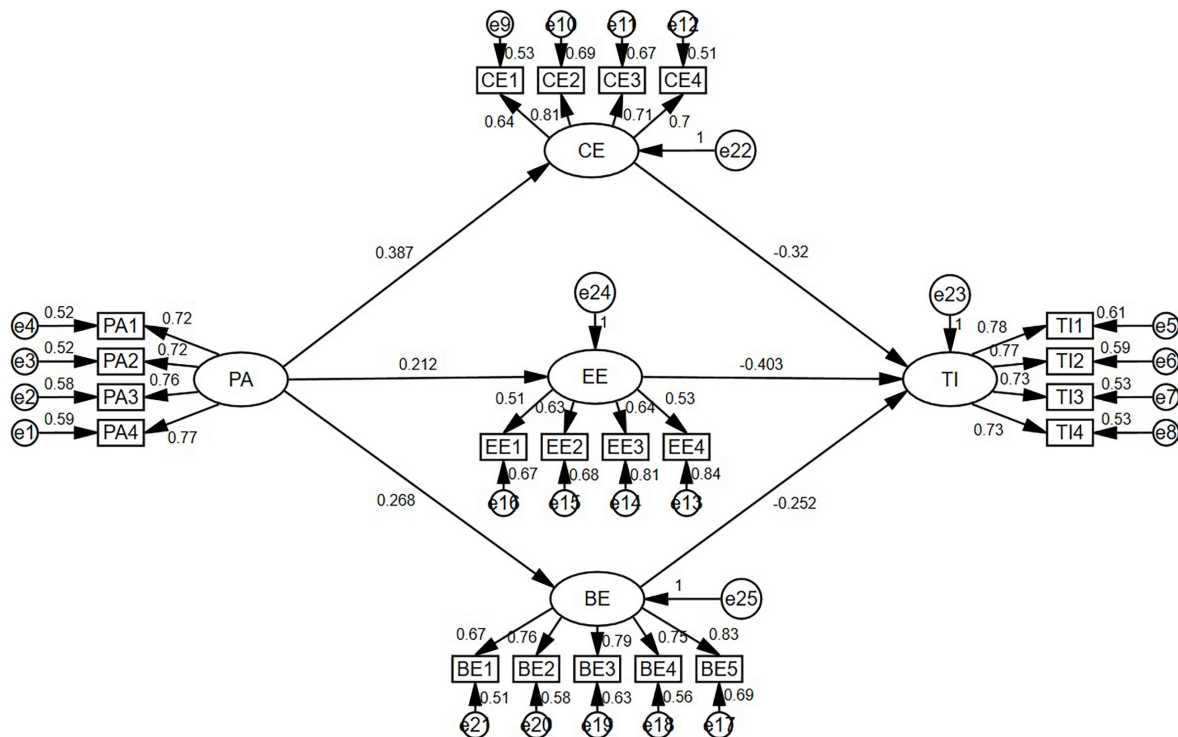 e9 e10 e11 e12
0.53 0.69 0.67 0.51
CE1 CE2 CE3 CE4
0.64 0.81 0.71 0.7
CE
1
e22
0.387
-0.32
e24
1
e23
1
e4 0.52 PA1 0.72
e3 0.52 PA2 0.72
e2 0.58 PA3 0.76
e1 0.59 PA4 0.77
PA
0.212
EE
-0.403
TI
0.78 TI1 0.61 e5
0.77 TI2 0.59 e6
0.73 TI3 0.53 e7
0.73 TI4 0.53 e8
0.51 0.63 0.64 0.53
EE1 EE2 EE3 EE4
0.67 0.68 0.81 0.84
e16 e15 e14 e13
0.268
-0.252
BE
1
e25
0.67 0.76 0.79 0.75 0.83
BE1 BE2 BE3 BE4 BE5
0.51 0.58 0.63 0.56 0.69
e21 e20 e19 e18 e17